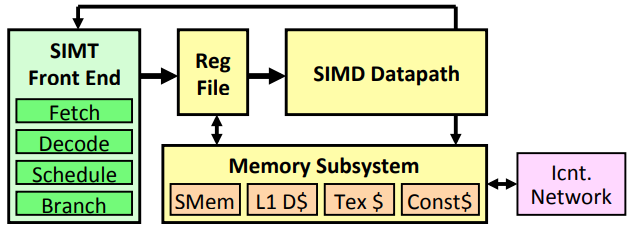 SIMT
Front End
Fetch
Decode
Schedule
Branch
Reg
File
SIMD Datapath
Memory Subsystem
SMem
L1 D$
Tex $
Const$
Icnt.
Network